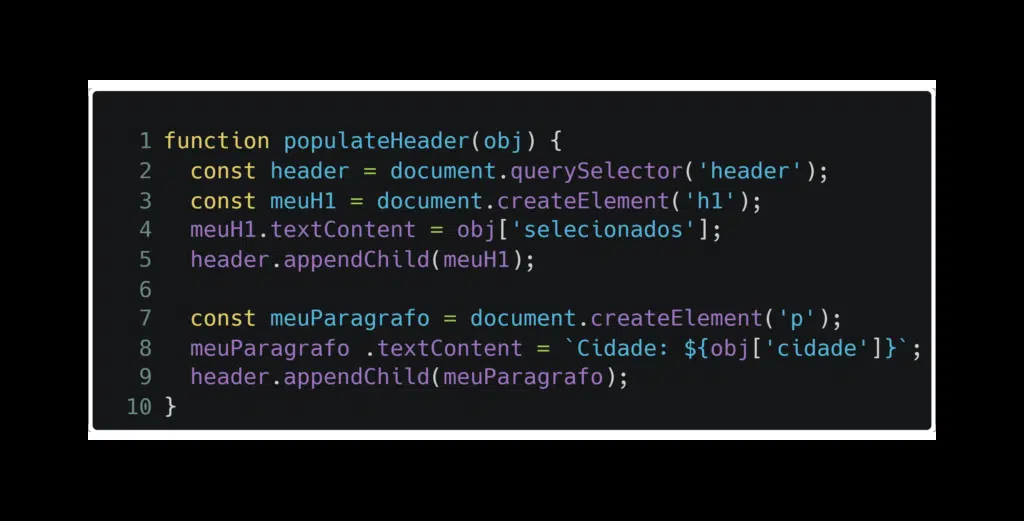 1 function populateHeader(obj) {
2 const header = document.querySelector('header');
3 const meuH1 = document.createElement('h1');
4 meuH1.textContent = obj['selecionados'];
5 header.appendChild(meuH1);
6
7 const meuParagrafo = document.createElement('p');
8 meuParagrafo .textContent = `Cidade: ${obj['cidade']}`;
9 header.appendChild(meuParagrafo);
10 }